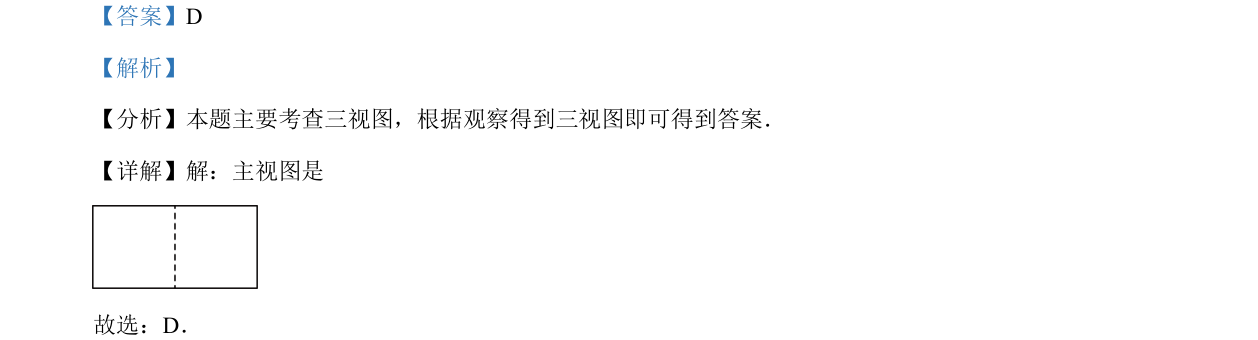 【答案】D
【解析】
【分析】本题主要考查三视图，根据观察得到三视图即可得到答案．
【详解】解：主视图是
故选：D．